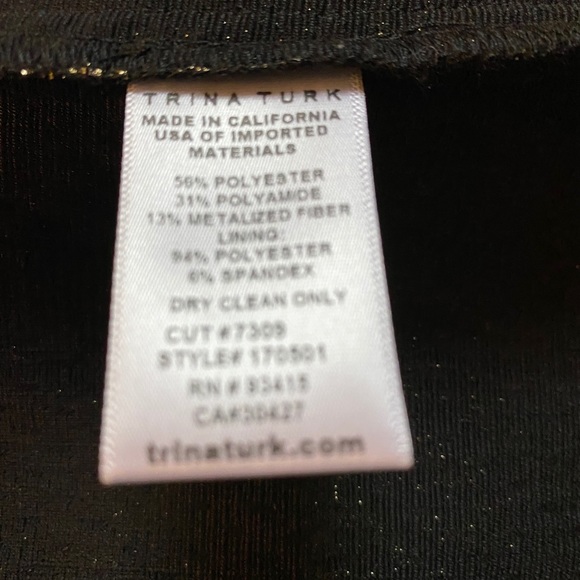 TRINA TURK
MADE IN CALIFORNIA
USA OF IMPORTED
MATERIALS
56% POLYESTER
31% POLYAMIDE
13% METALIZED FIBER
LINING:
94% POLYESTER
6% SPANDEX
DRY CLEAN ONLY
CUT #7309
STYLE# 170501
RN # 93415
CA#30427
trinaturk.com